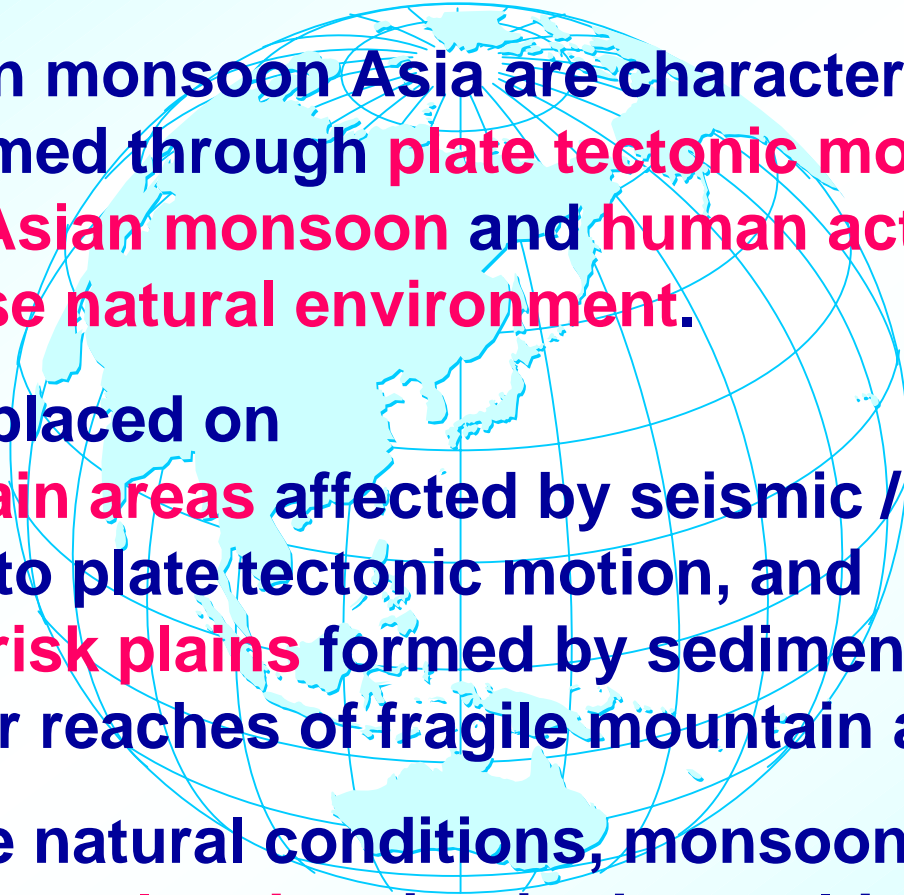 n monsoon Asia are character
med through plate tectonic mo
Asian monsoon and human act
se natural environment.
placed on
ain areas affected by seismic /
to plate tectonic motion, and
risk plains formed by sedimen
r reaches of fragile mountain a
e natural conditions, monsoon